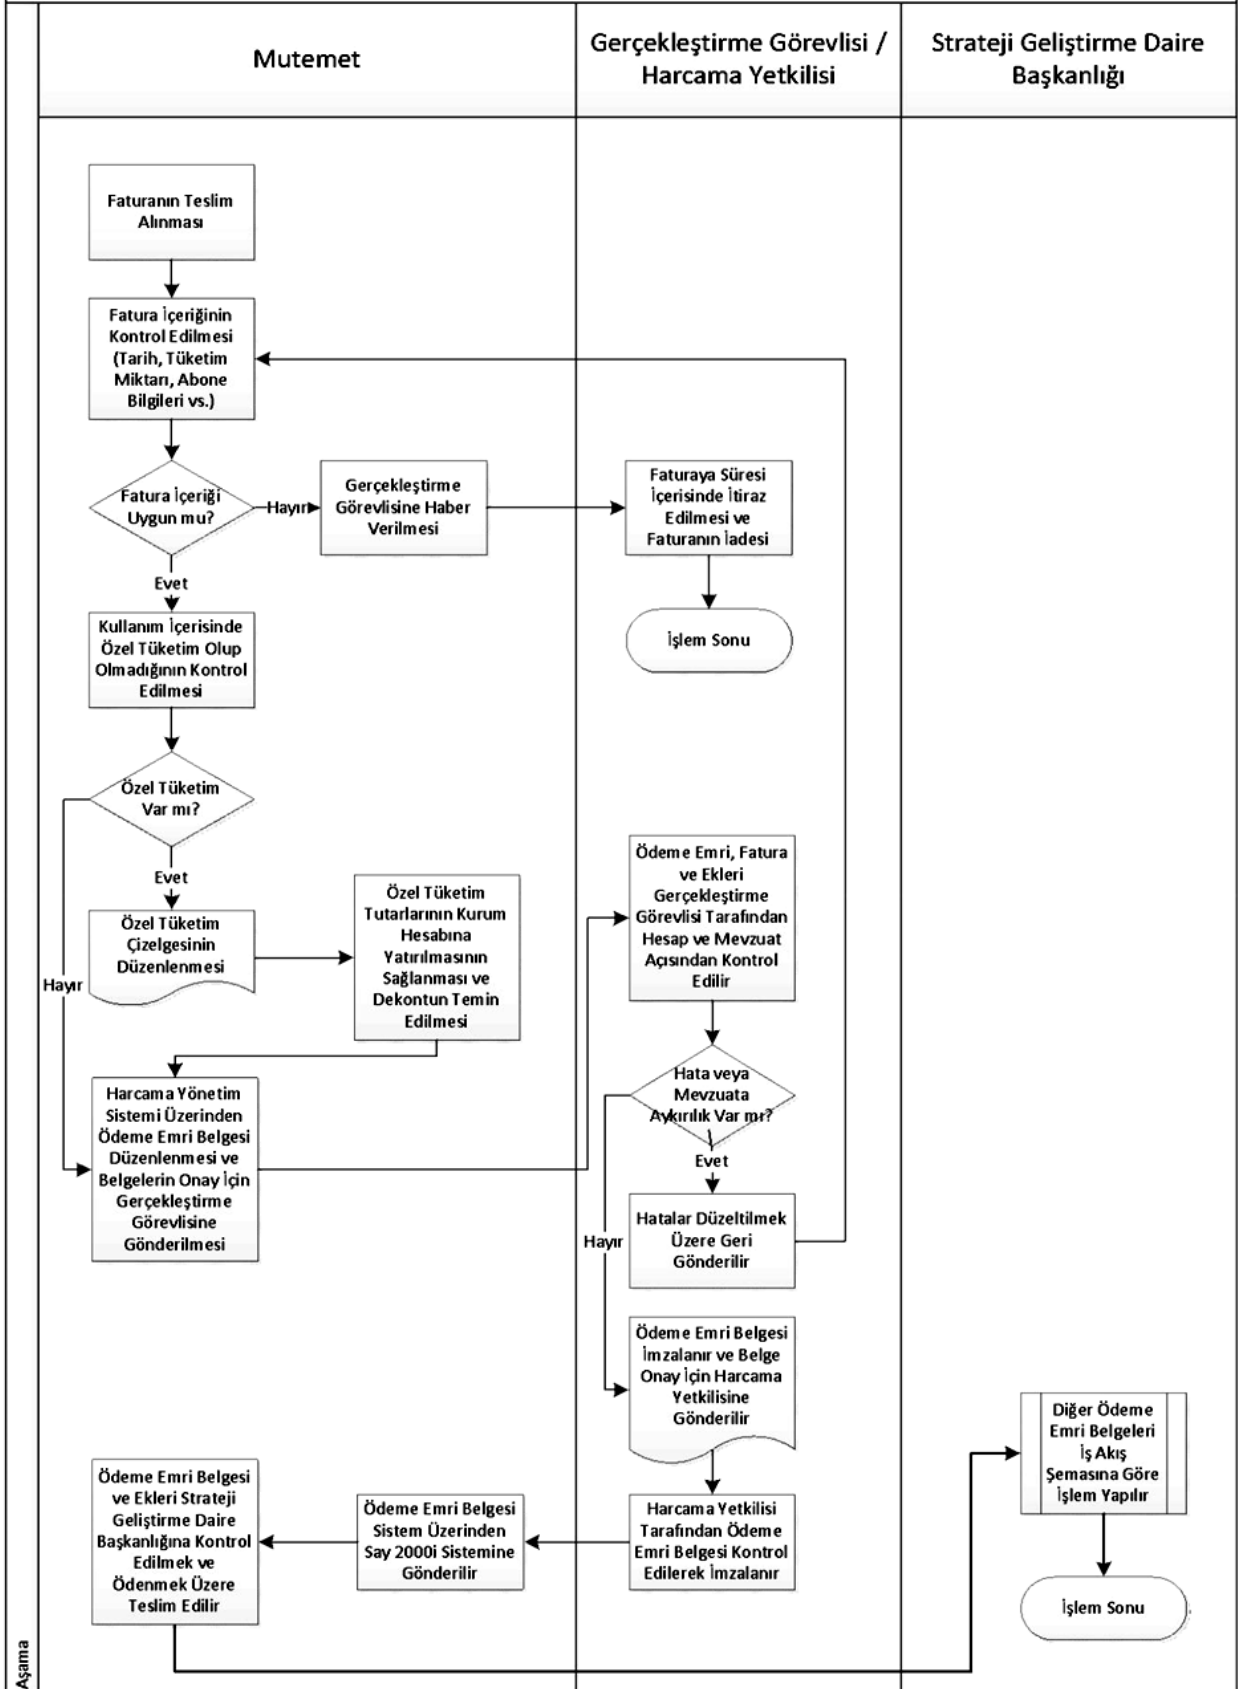 Mutemet
Gerçekleştirme Görevlisi /
Harcama Yetkilisi
Strateji Geliştirme Daire
Başkanlığı
Faturanın Teslim
Alınması
Fatura İçeriğinin
Kontrol Edilmesi
(Tarih, Tüketim
Miktarı, Abone
Bilgileri vs.)
Fatura İçeriği
Uygun mu?
Hayır
Gerçekleştirme
Görevlisine Haber
Verilmesi
Faturaya Süresi
İçerisinde İtiraz
Edilmesi ve
Faturanın İadesi
Evet
İşlem Sonu
Kullanım İçerisinde
Özel Tüketim Olup
Olmadığının Kontrol
Edilmesi
Özel Tüketim
Var mı?
Evet
Hayır
Özel Tüketim
Çizelgesinin
Düzenlenmesi
Özel Tüketim
Tutarlarının Kurum
Hesabına
Yatırılmasının
Sağlanması ve
Dekontun Temin
Edilmesi
Harcama Yönetim
Sistemi Üzerinden
Ödeme Emri Belgesi
Düzenlenmesi ve
Belgelerin Onay İçin
Gerçekleştirme
Görevlisine
Gönderilmesi
Ödeme Emri, Fatura
ve Ekleri
Gerçekleştirme
Görevlisi Tarafından
Hesap ve Mevzuat
Açısından Kontrol
Edilir
Hata veya
Mevzuata
Aykırılık Var mı?
Evet
Hayır
Hatalar Düzeltilmek
Üzere Geri
Gönderilir
Ödeme Emri Belgesi
İmzalanır ve Belge
Onay İçin Harcama
Yetkilisine
Gönderilir
Harcama Yetkilisi
Tarafından Ödeme
Emri Belgesi Kontrol
Edilerek İmzalanır
Ödeme Emri Belgesi
Sistem Üzerinden
Say 2000i Sistemine
Gönderilir
Ödeme Emri Belgesi
ve Ekleri Strateji
Geliştirme Daire
Başkanlığına Kontrol
Edilmek ve
Ödenmek Üzere
Teslim Edilir
Diğer Ödeme
Emri Belgeleri
İş Akış
Şemasına Göre
İşlem Yapılır
İşlem Sonu
Aşama